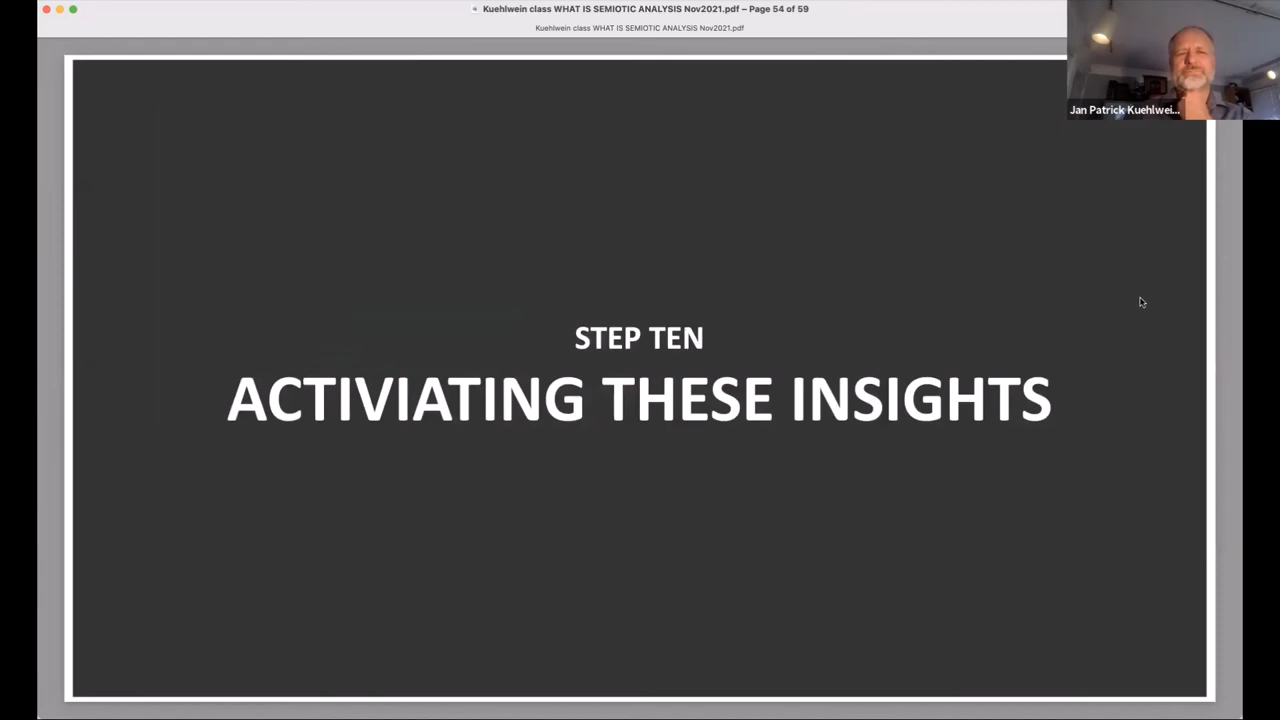 Kuehlwein class WHAT IS SEMIOTIC ANALYSIS Nov2021.pdf – Page 54 of 59
Kuehlwein class WHAT IS SEMIOTIC ANALYSIS Nov2021.pdf
Jan Patrick Kuehlwei...
STEP TEN
ACTIVIATING THESE INSIGHTS